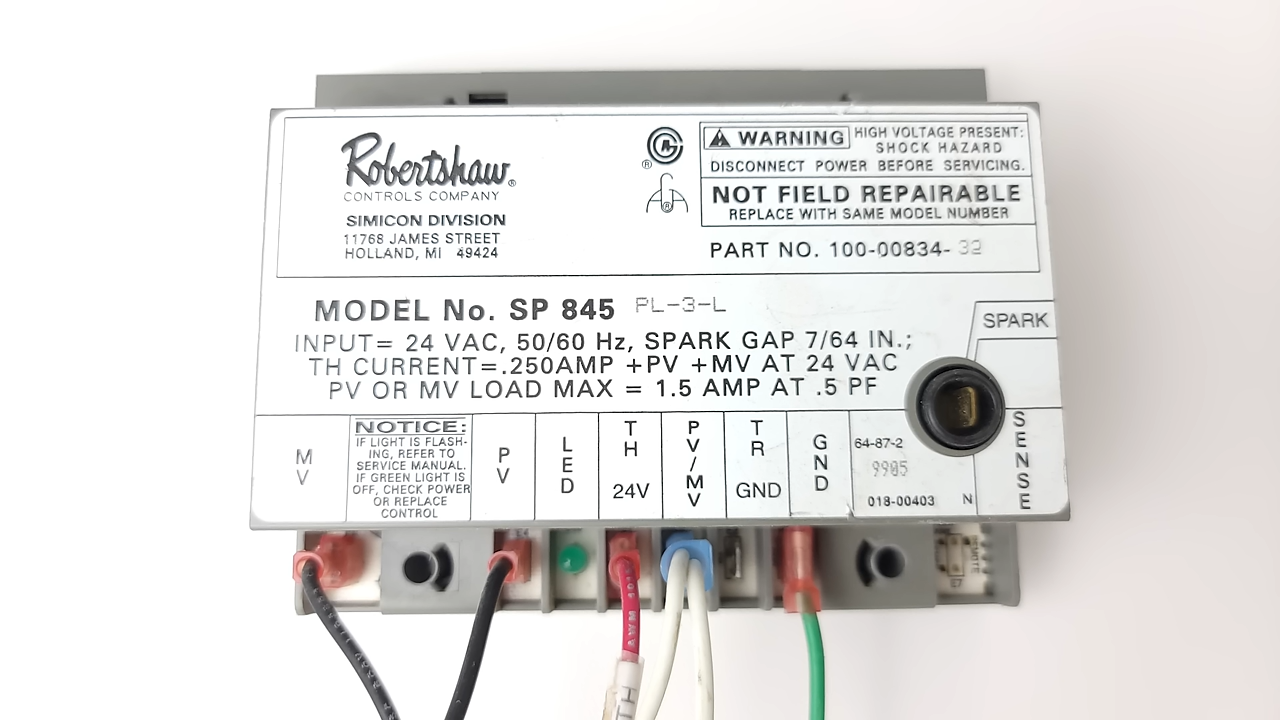 Robertshaw®
CONTROLS COMPANY
SIMICON DIVISION
11768 JAMES STREET
HOLLAND, MI 49424
®
®
WARNING
HIGH VOLTAGE PRESENT:
SHOCK HAZARD
DISCONNECT POWER BEFORE SERVICING.
NOT FIELD REPAIRABLE
REPLACE WITH SAME MODEL NUMBER
PART NO. 100-00834-32
MODEL No. SP 845 PL-3-L
INPUT= 24 VAC, 50/60 Hz, SPARK GAP 7/64 IN.;
TH CURRENT=.250AMP +PV +MV AT 24 VAC
PV OR MV LOAD MAX = 1.5 AMP AT .5 PF
SPARK
MV
NOTICE:
IF LIGHT IS FLASH-
ING, REFER TO
SERVICE MANUAL.
IF GREEN LIGHT IS
OFF, CHECK POWER
OR REPLACE
CONTROL
PV
LED
TH
24V
PV/MV
TR
GND
GND
64-87-2
9905
018-00403 N
SENSE
REMOTE